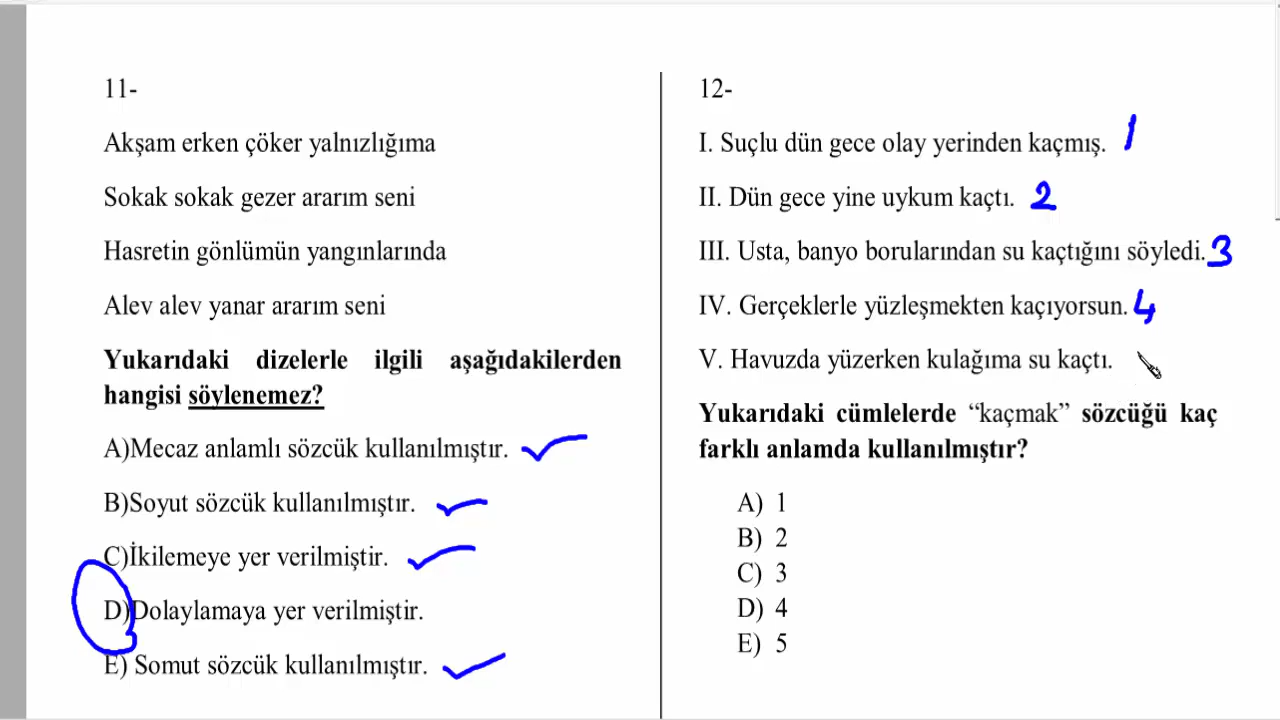 11-
Akşam erken çöker yalnızlığıma
Sokak sokak gezer ararım seni
Hasretin gönlümün yangınlarında
Alev alev yanar ararım seni
Yukarıdaki dizelerle ilgili aşağıdakilerden
hangisi söylenemez?
A)Mecaz anlamlı sözcük kullanılmıştır.
B)Soyut sözcük kullanılmıştır.
C)İkilemeye yer verilmiştir.
D)Dolaylamaya yer verilmiştir.
E) Somut sözcük kullanılmıştır.
12-
I. Suçlu dün gece olay yerinden kaçmış. 1
II. Dün gece yine uykum kaçtı. 2
III. Usta, banyo borularından su kaçtığını söyledi. 3
IV. Gerçeklerle yüzleşmekten kaçıyorsun. 4
V. Havuzda yüzerken kulağıma su kaçtı.
Yukarıdaki cümlelerde “kaçmak” sözcüğü kaç
farklı anlamda kullanılmıştır?
A) 1
B) 2
C) 3
D) 4
E) 5